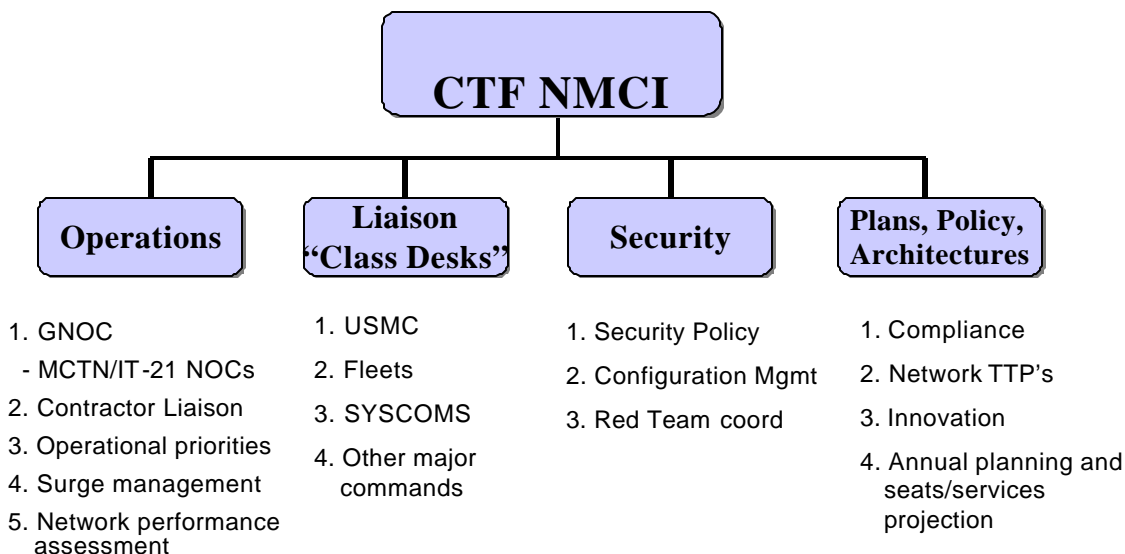 CTF NMCI
Operations
Liaison
“Class Desks”
Security
Plans, Policy,
Architectures
1. GNOC
- MCTN/IT-21 NOCs
2. Contractor Liaison
3. Operational priorities
4. Surge management
5. Network performance
assessment
1. USMC
2. Fleets
3. SYSCOMS
4. Other major
commands
1. Security Policy
2. Configuration Mgmt
3. Red Team coord
1. Compliance
2. Network TTP's
3. Innovation
4. Annual planning and
seats/services
projection